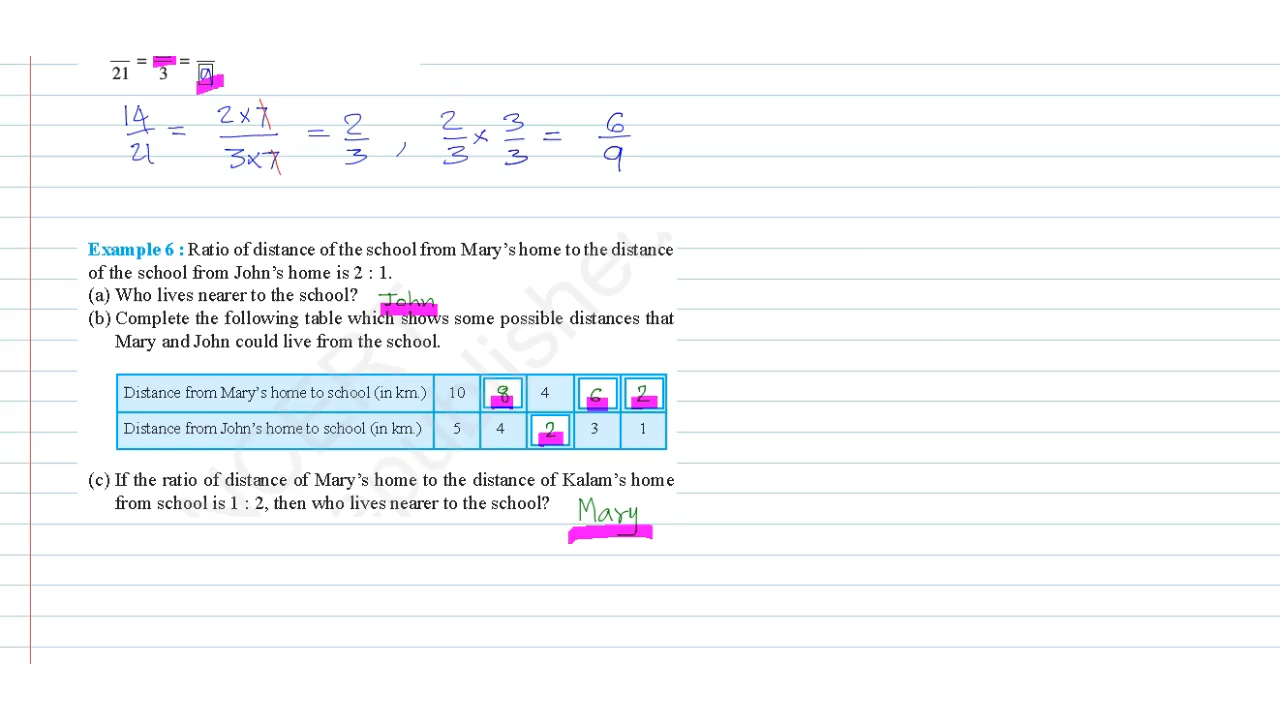 21 = 3 = 9
14/21 = 2 x 7 / 3 x 7 = 2/3 , 2/3 x 3/3 = 6/9
Example 6 : Ratio of distance of the school from Mary's home to the distance
of the school from John's home is 2 : 1.
(a) Who lives nearer to the school? John
(b) Complete the following table which shows some possible distances that
Mary and John could live from the school.
Distance from Mary's home to school (in km.) 10 8 4 6 2
Distance from John's home to school (in km.) 5 4 2 3 1
(c) If the ratio of distance of Mary's home to the distance of Kalam's home
from school is 1 : 2, then who lives nearer to the school? Mary